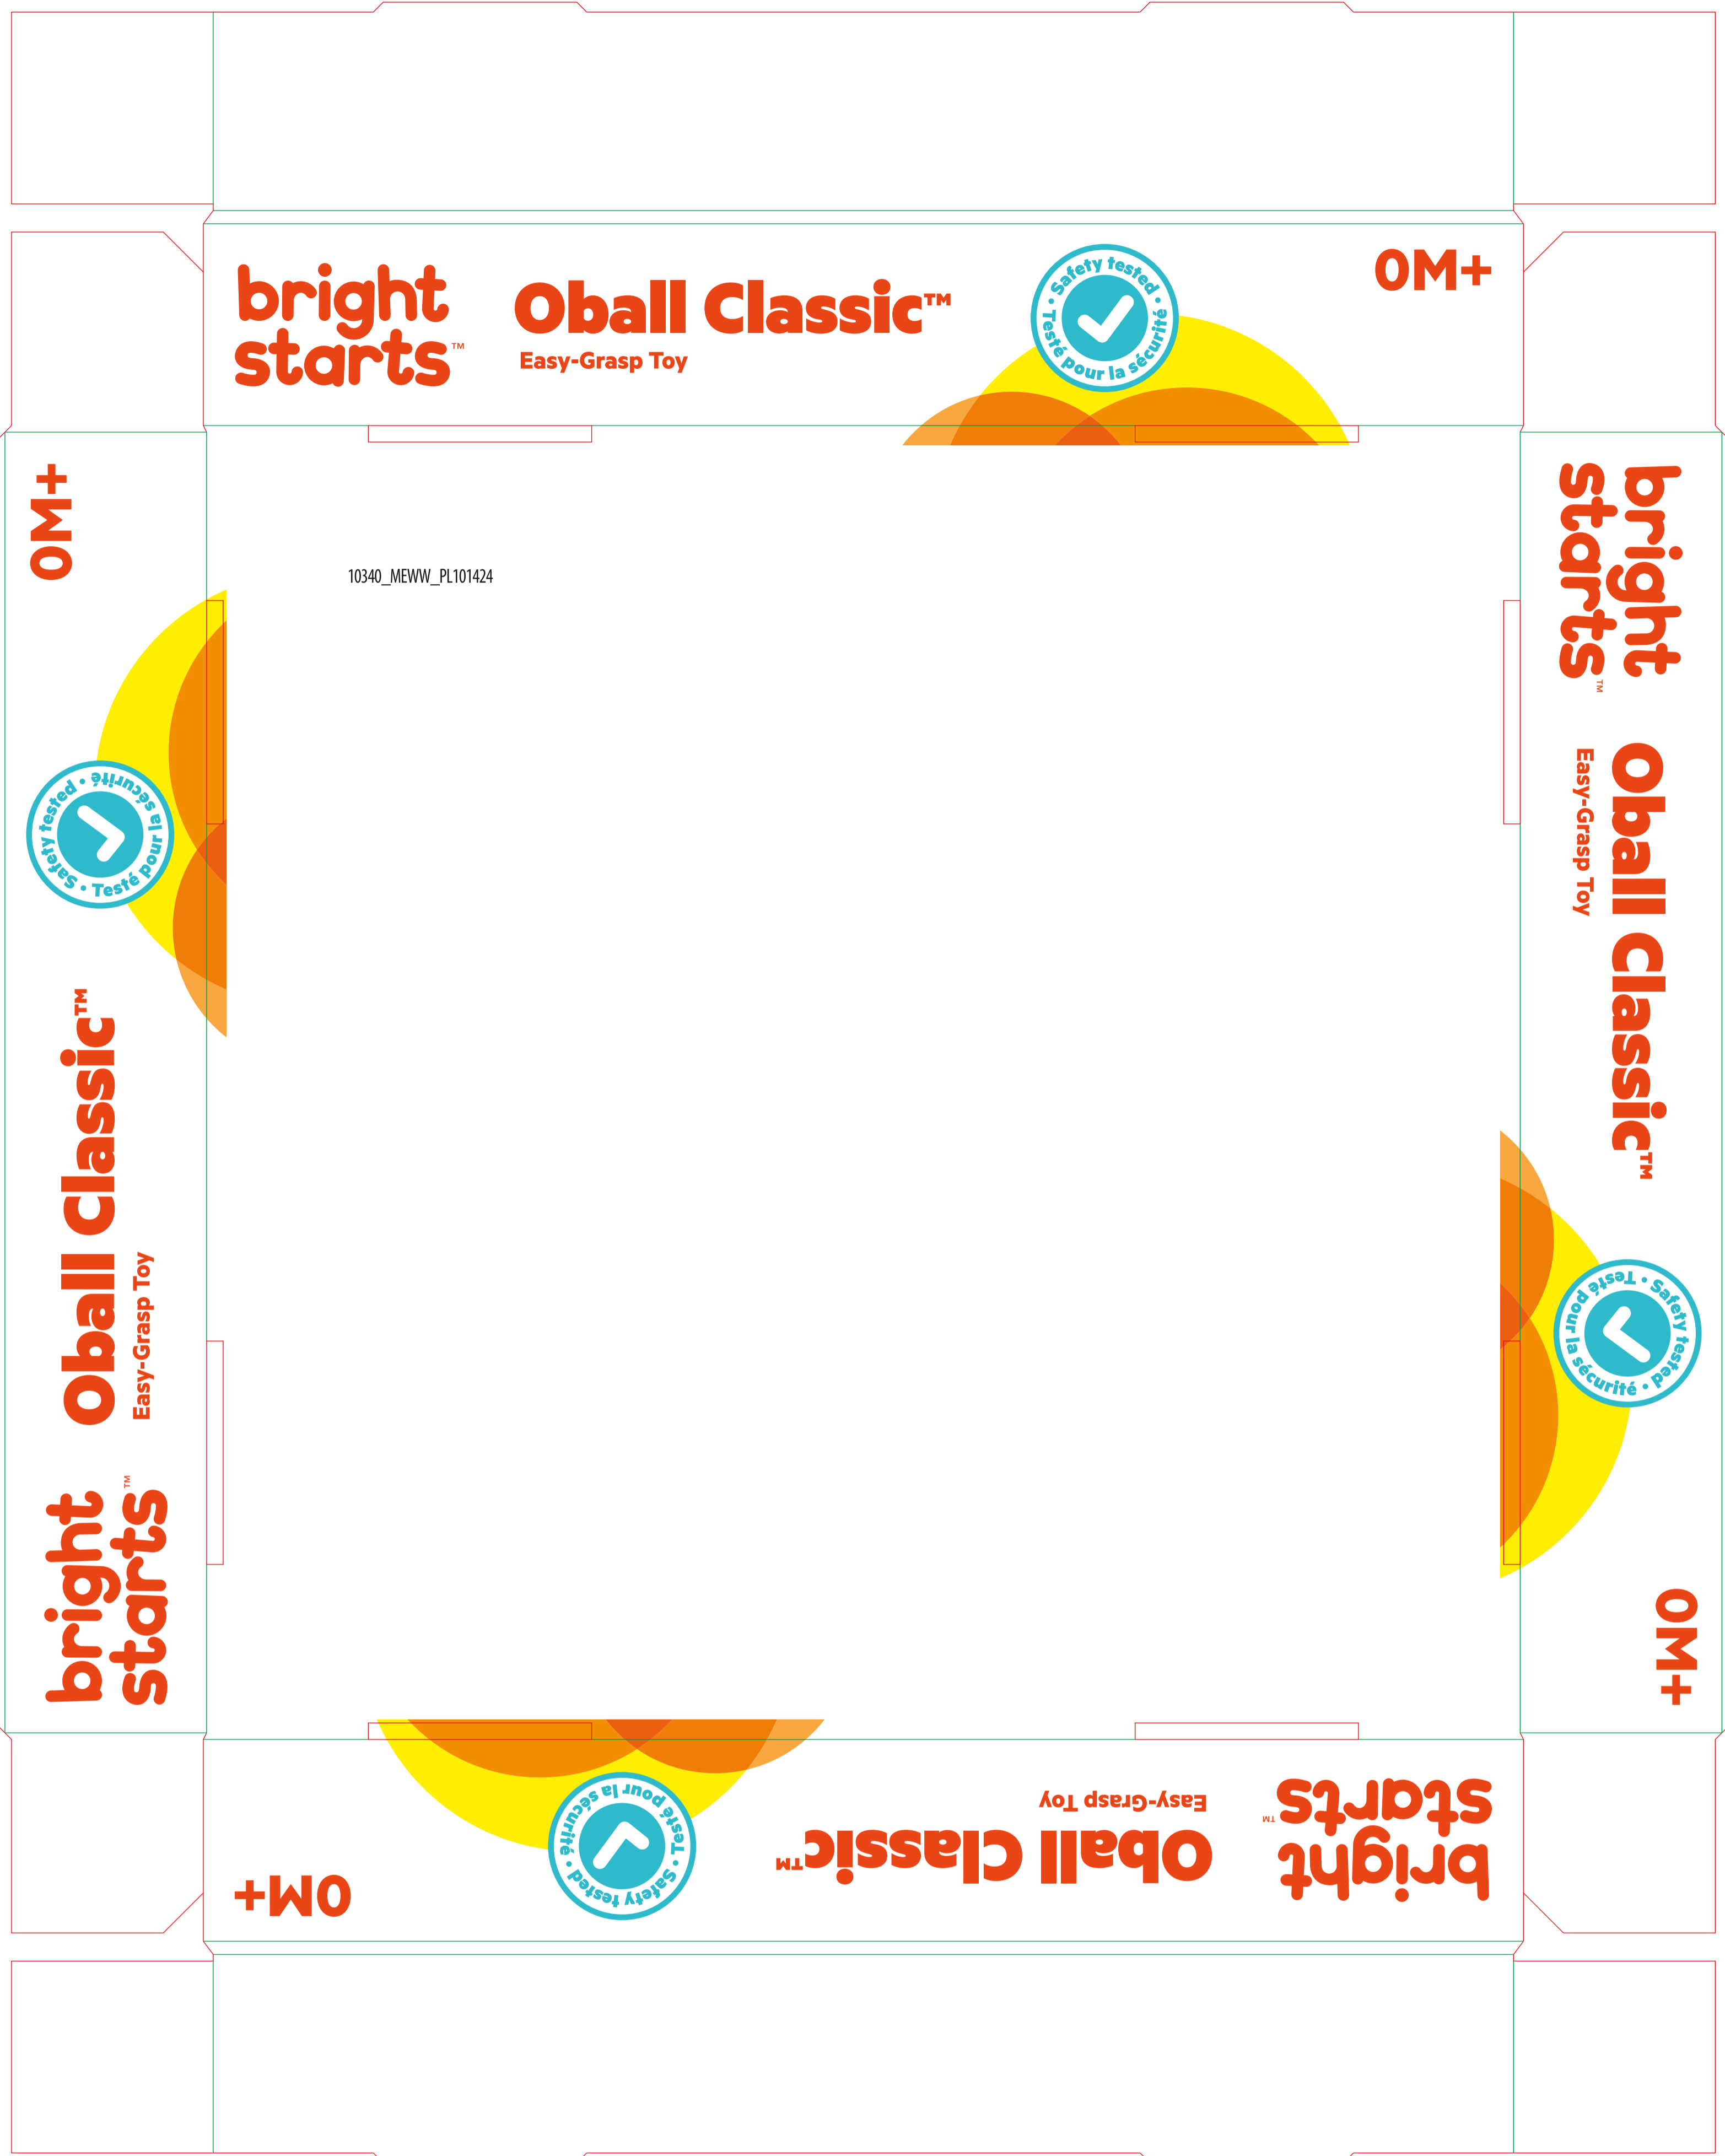 bright
starts™
Oball Classic™
Easy-Grasp Toy
• Safety tested •
Testé pour la sécurité
0M+
0M+
• Safety tested •
Testé pour la sécurité
Oball Classic™
Easy-Grasp Toy
bright
starts™
10340_MEWW_PL101424
bright
starts™
Oball Classic™
Easy-Grasp Toy
• Safety tested •
Testé pour la sécurité
0M+
bright
starts™
Oball Classic™
Easy-Grasp Toy
• Safety tested •
Testé pour la sécurité
0M+